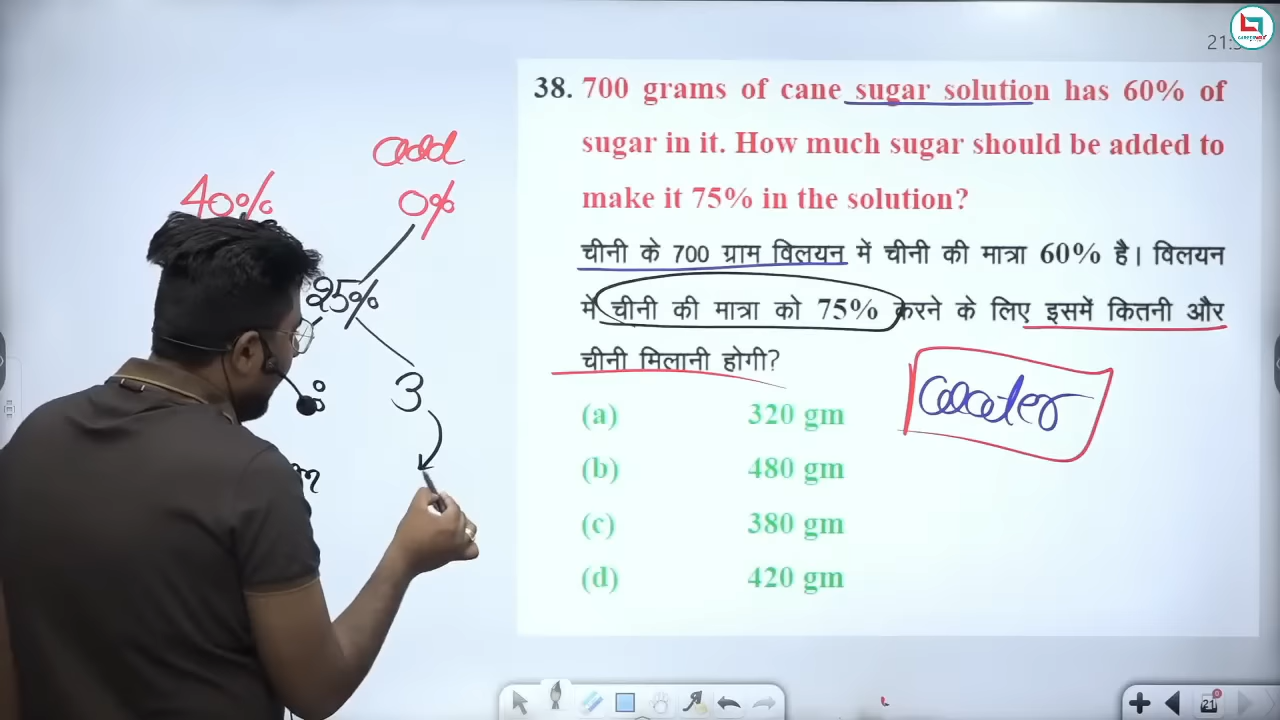 38. 700 grams of cane sugar solution has 60% of
sugar in it. How much sugar should be added to
make it 75% in the solution?
चीनी के 700 ग्राम विलयन में चीनी की मात्रा 60% है। विलयन
में चीनी की मात्रा को 75% करने के लिए इसमें कितनी और
चीनी मिलानी होगी?
(a) 320 gm
(b) 480 gm
(c) 380 gm
(d) 420 gm
add
40% 0%
25%
3
water
21